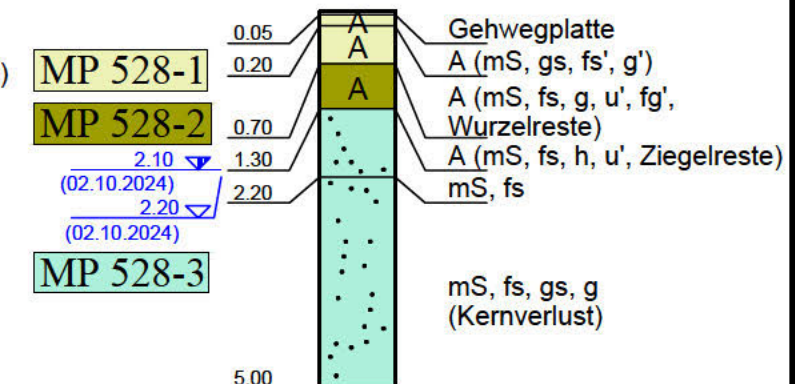 0.05
0.20
0.70
1.30
2.20
5.00
)
MP 528-1
MP 528-2
2.10
(02.10.2024)
2.20
(02.10.2024)
MP 528-3
A
A
A
Gehwegplatte
A (mS, gs, fs', g')
A (mS, fs, g, u', fg',
Wurzelreste)
A (mS, fs, h, u', Ziegelreste)
mS, fs
mS, fs, gs, g
(Kernverlust)